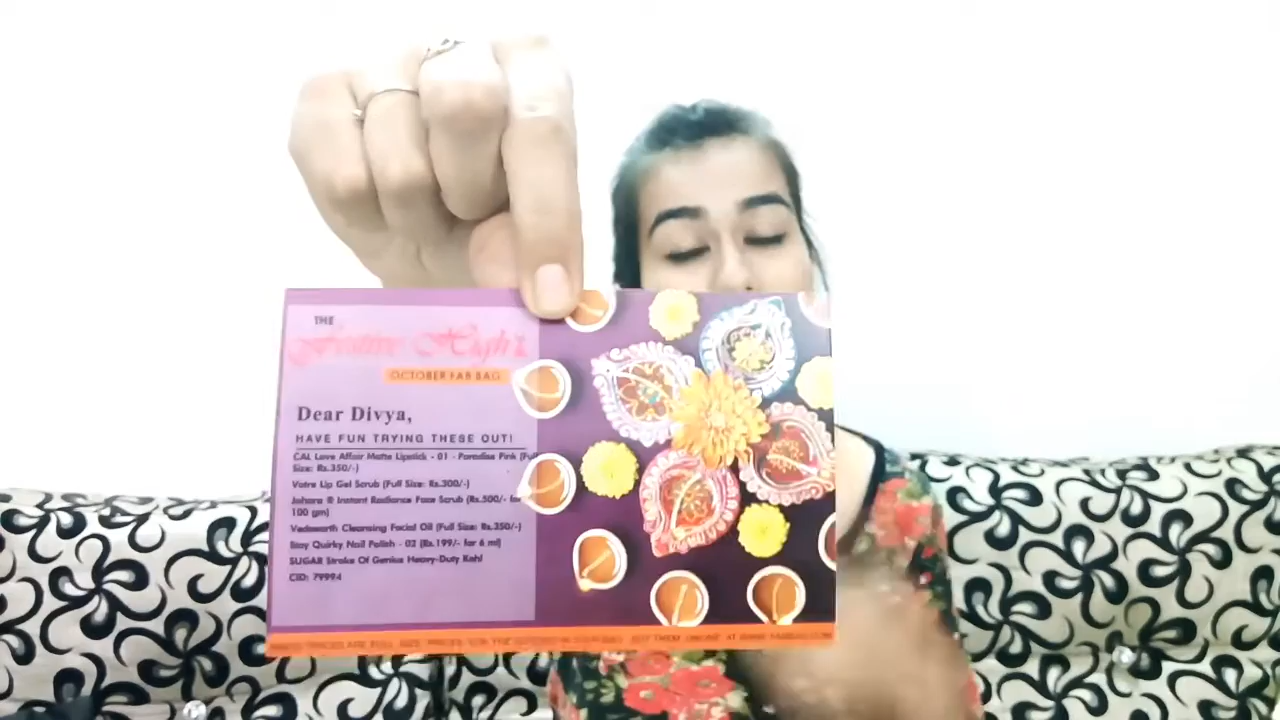 THE
Festive High
OCTOBER FAB BAG
Dear Divya,
HAVE FUN TRYING THESE OUT!
CAL Love Affair Matte Lipstick - 01 - Paradise Pink (Full
Size: Rs.350/-)
Votre Lip Gel Scrub (Full Size: Rs.300/-)
Johara ® Instant Radiance Face Scrub (Rs.500/- for
100 gm)
Vedaearth Cleansing Facial Oil (Full Size: Rs.350/-)
Stay Quirky Nail Polish - 02 (Rs.199/- for 6 ml)
SUGAR Stroke Of Genius Heavy-Duty Kohl
CID: 79994